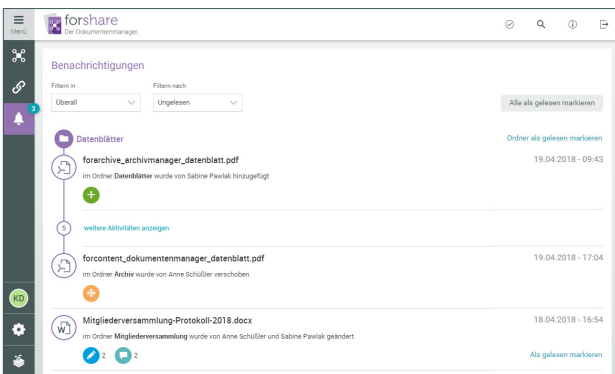 Menü
forshare
Der Dokumentenmanager.
3
Benachrichtigungen
Filtern in
Filtern nach
Überall
Ungelesen
Alle als gelesen markieren
Datenblätter
Ordner als gelesen markieren
forarchive_archivmanager_datenblatt.pdf
19.04.2018 - 09:43
im Ordner Datenblätter wurde von Sabine Pawlak hinzugefügt
5
weitere Aktivitäten anzeigen
forcontent_dokumentenmanager_datenblatt.pdf
19.04.2018 - 17:04
im Ordner Archiv wurde von Anne Schüßler verschoben
KD
Mitgliederversammlung-Protokoll-2018.docx
18.04.2018 - 16:54
W
im Ordner Mitgliederversammlung wurde von Anne Schüßler und Sabine Pawlak geändert
2 2
Als gelesen markieren